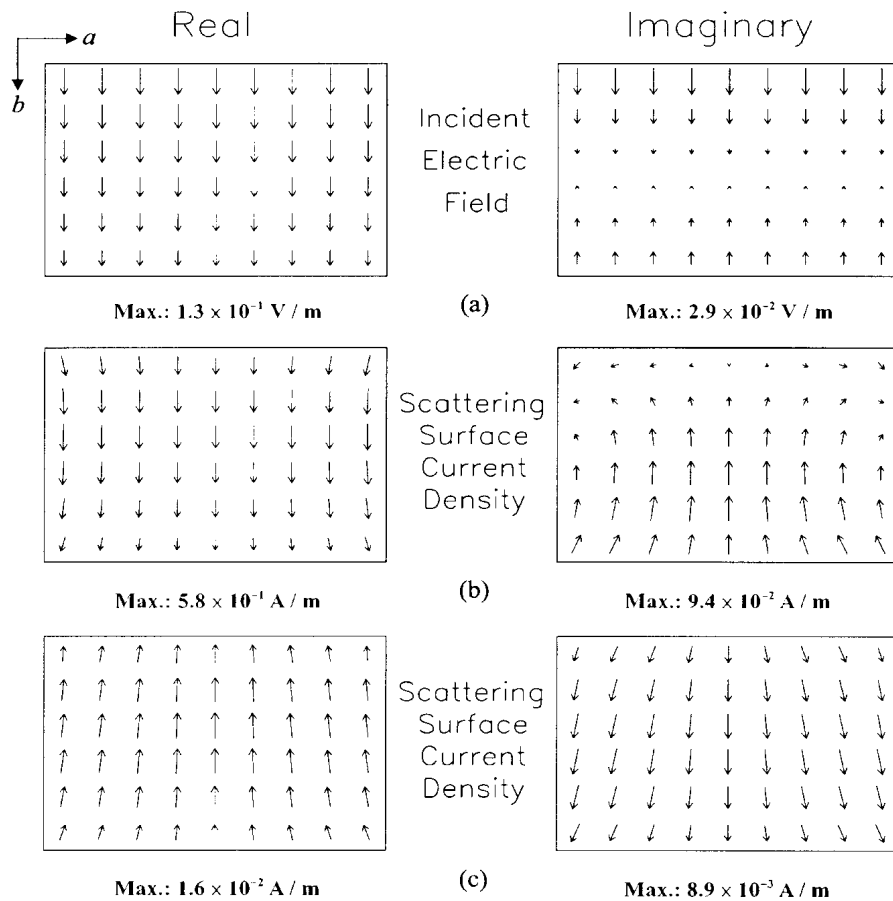 Real
Imaginary
a
b
Incident
Electric
Field
Max.: 1.3 × 10⁻¹ V / m
(a)
Max.: 2.9 × 10⁻² V / m
Scattering
Surface
Current
Density
Max.: 5.8 × 10⁻¹ A / m
(b)
Max.: 9.4 × 10⁻² A / m
Scattering
Surface
Current
Density
Max.: 1.6 × 10⁻² A / m
(c)
Max.: 8.9 × 10⁻³ A / m